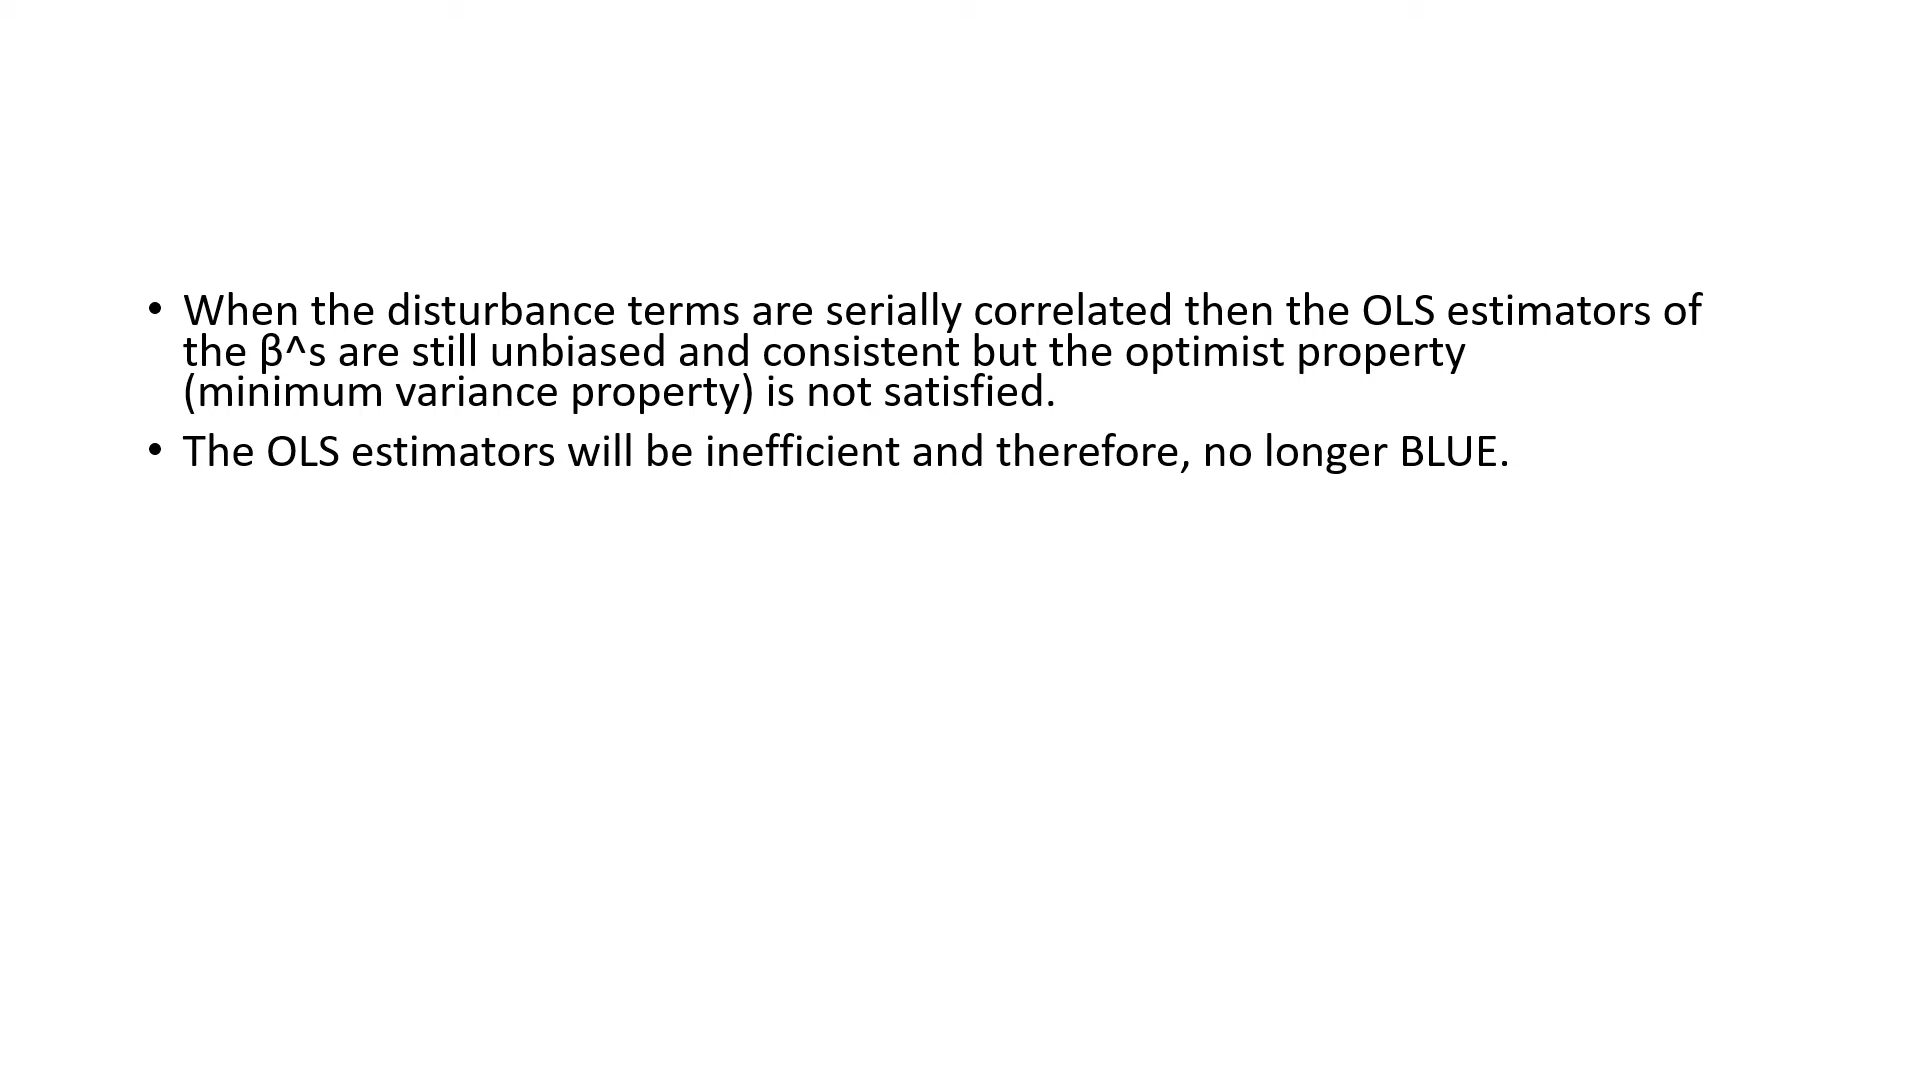 • When the disturbance terms are serially correlated then the OLS estimators of
the β^s are still unbiased and consistent but the optimist property
(minimum variance property) is not satisfied.
• The OLS estimators will be inefficient and therefore, no longer BLUE.